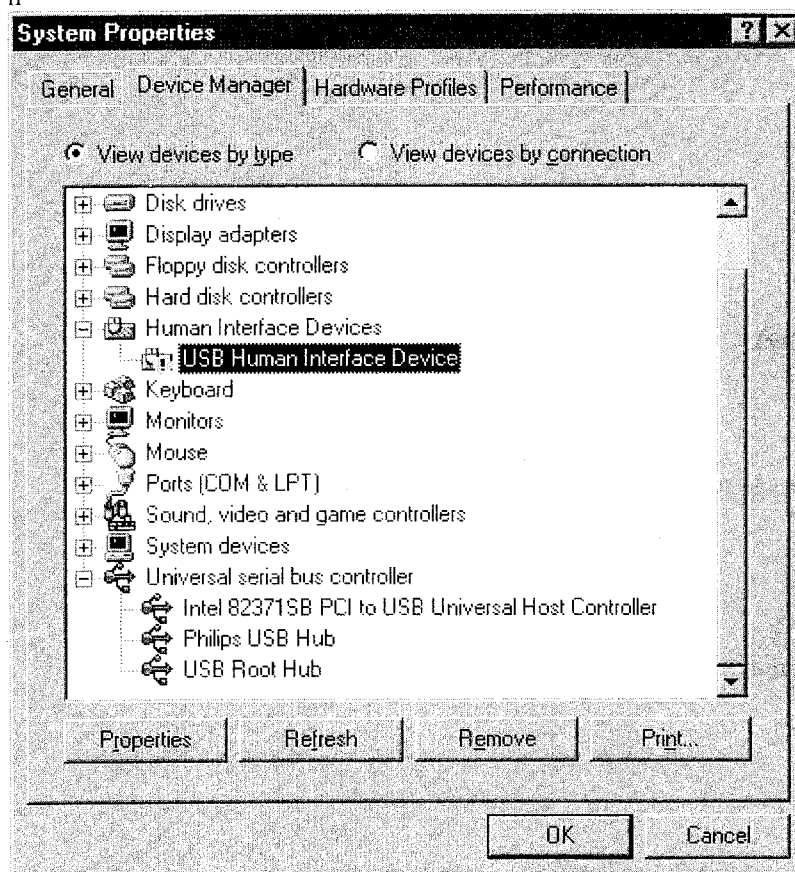 System Properties
General Device Manager Hardware Profiles Performance
View devices by type View devices by connection
Disk drives
Display adapters
Floppy disk controllers
Hard disk controllers
Human Interface Devices
USB Human Interface Device
Keyboard
Monitors
Mouse
Ports (COM & LPT)
Sound, video and game controllers
System devices
Universal serial bus controller
Intel 82371SB PCI to USB Universal Host Controller
Philips USB Hub
USB Root Hub
Properties Refresh Remove Print...
OK Cancel